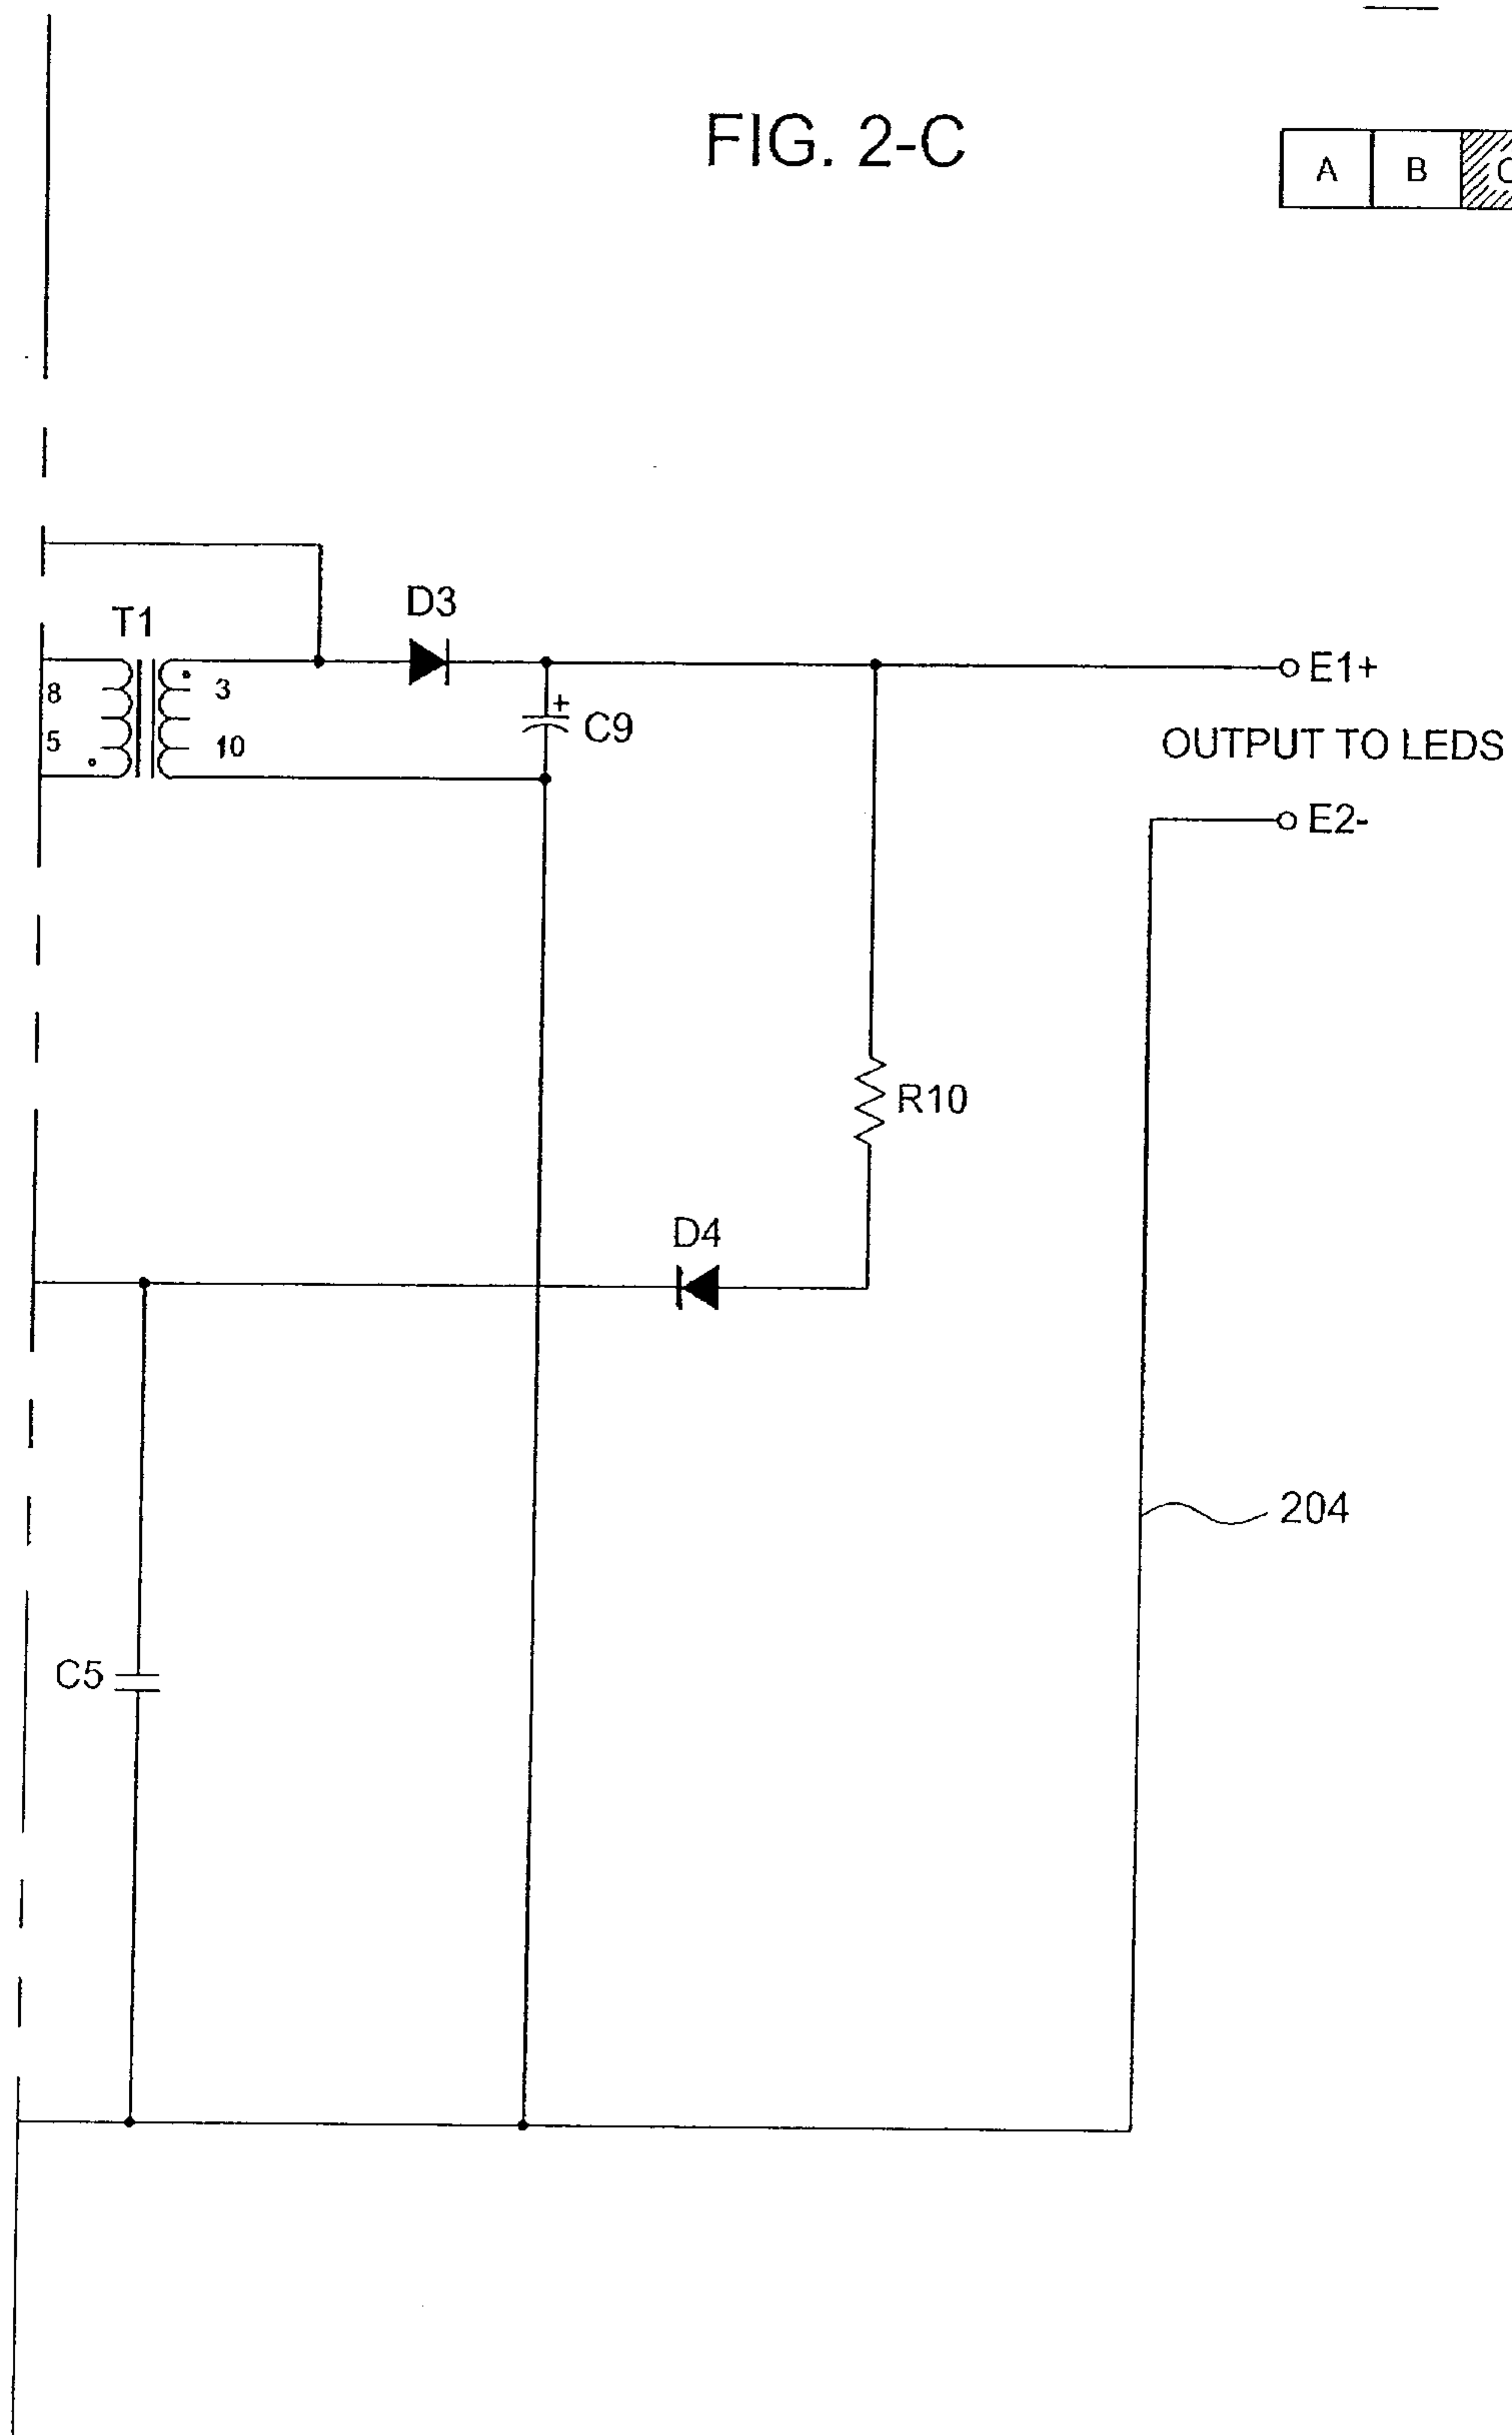 FIG. 2-C
A B C
T1
D3
8
3
5
10
C9
E1+
OUTPUT TO LEDS
E2-
R10
D4
204
C5